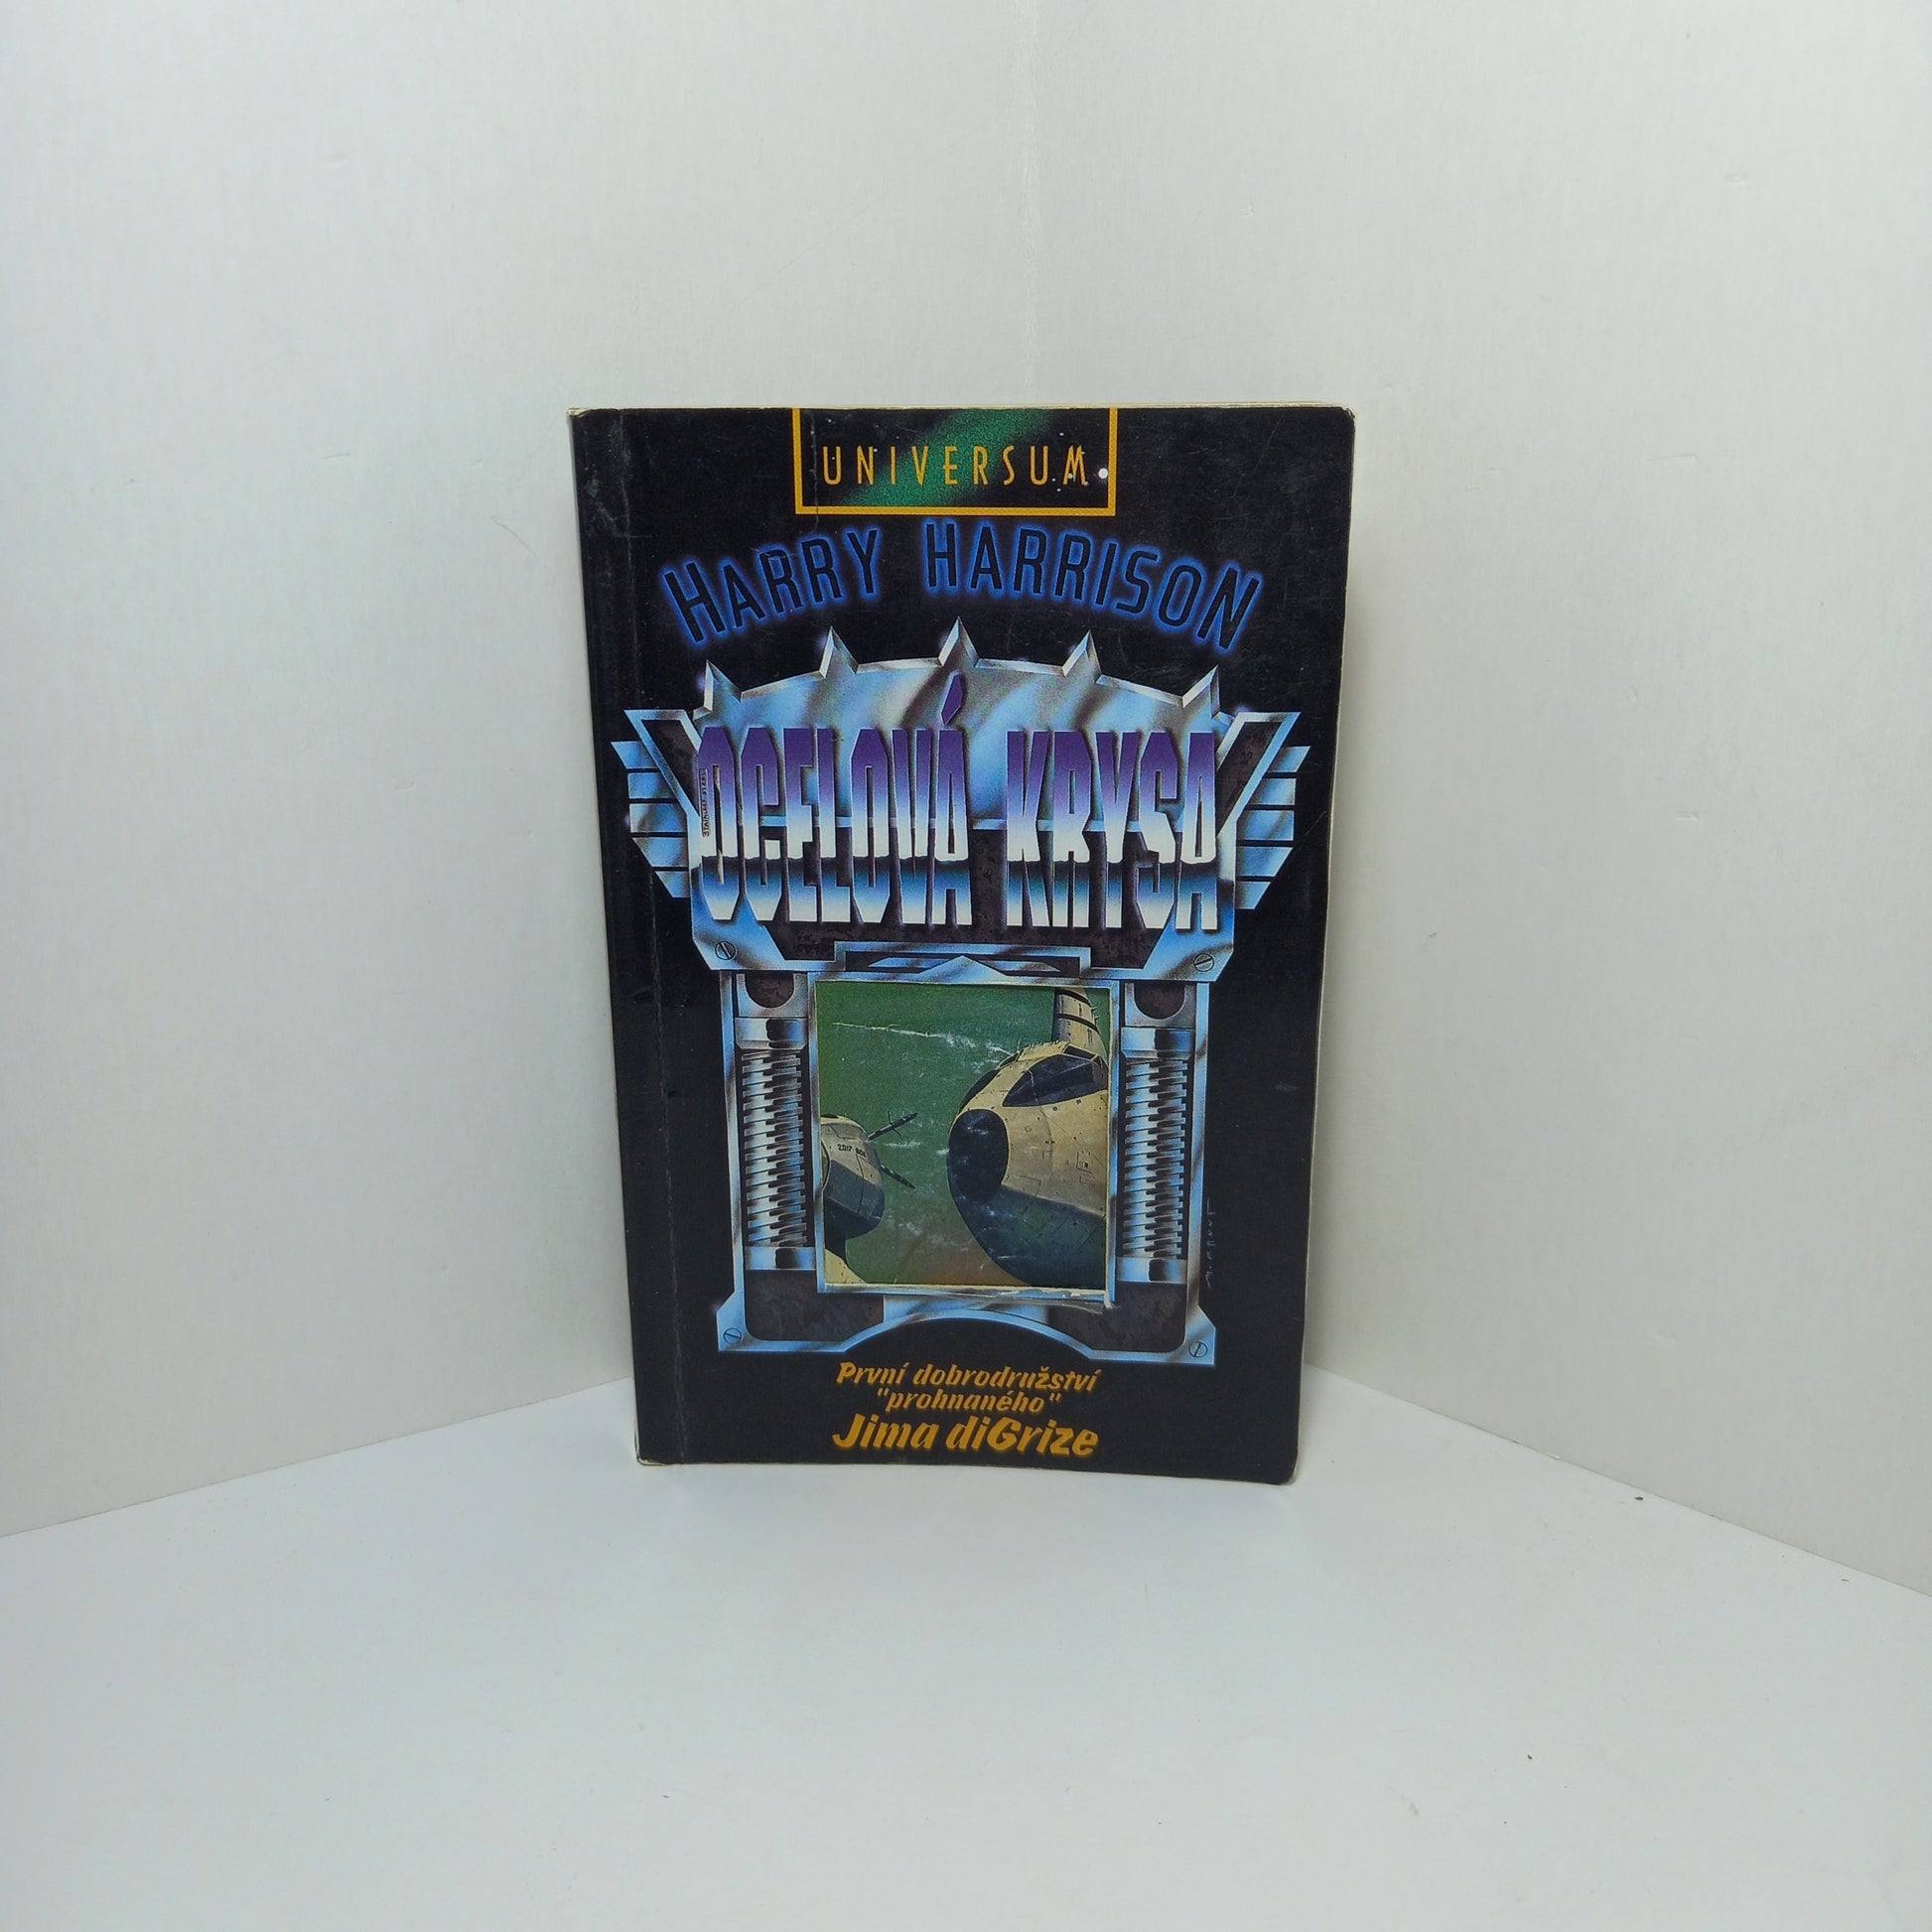 UNIVERSUM
HARRY HARRISON
OCELOVÁ KRYSA
První dobrodružství
"prohnaného"
Jima diGrize